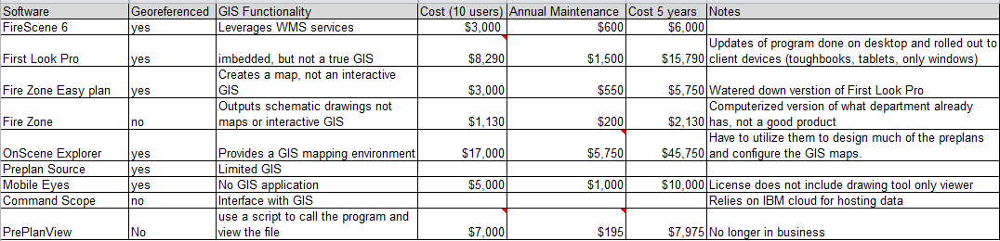 Software Georeferenced GIS Functionality Cost (10 users) Annual Maintenance Cost 5 years Notes
FireScene 6 yes Leverages WMS services $3,000 $600 $6,000
Updates of program done on desktop and rolled out to
First Look Pro yes imbedded, but not a true GIS $8,290 $1,500 $15,790 client devices (toughbooks, tablets, only windows)
Creates a map, not an interactive
Fire Zone Easy plan yes GIS $3,000 $550 $5,750 Watered down verstion of First Look Pro
Outputs schematic drawings not Computerized version of what department already
Fire Zone no maps or interactive GIS $1,130 $200 $2,130 has, not a good product
Have to utilize them to design much of the preplans
OnScene Explorer yes Provides a GIS mapping environment $17,000 $5,750 $45,750 and configure the GIS maps.
Preplan Source yes Limited GIS
Mobile Eyes yes No GIS application $5,000 $1,000 $10,000 License does not include drawing tool only viewer
Command Scope no Interface with GIS Relies on IBM cloud for hosting data
use a script to call the program and
PrePlanView No view the file $7,000 $195 $7,975 No longer in business